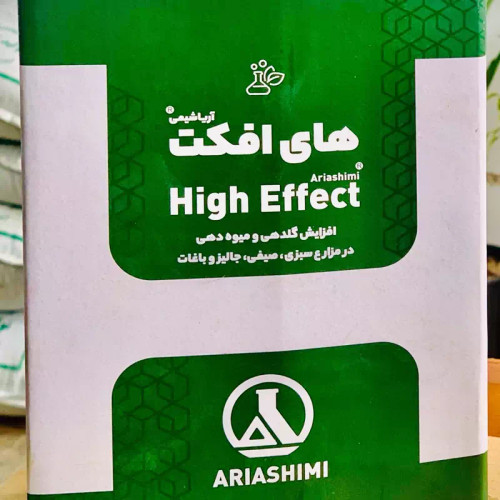 آریاشیمی®
های افکت
Ariashimi®
High Effect
افزایش گلدهی و میوه دهی
در مزارع سبزی، صیفی، جالیز و باغات
ARIASHIMI